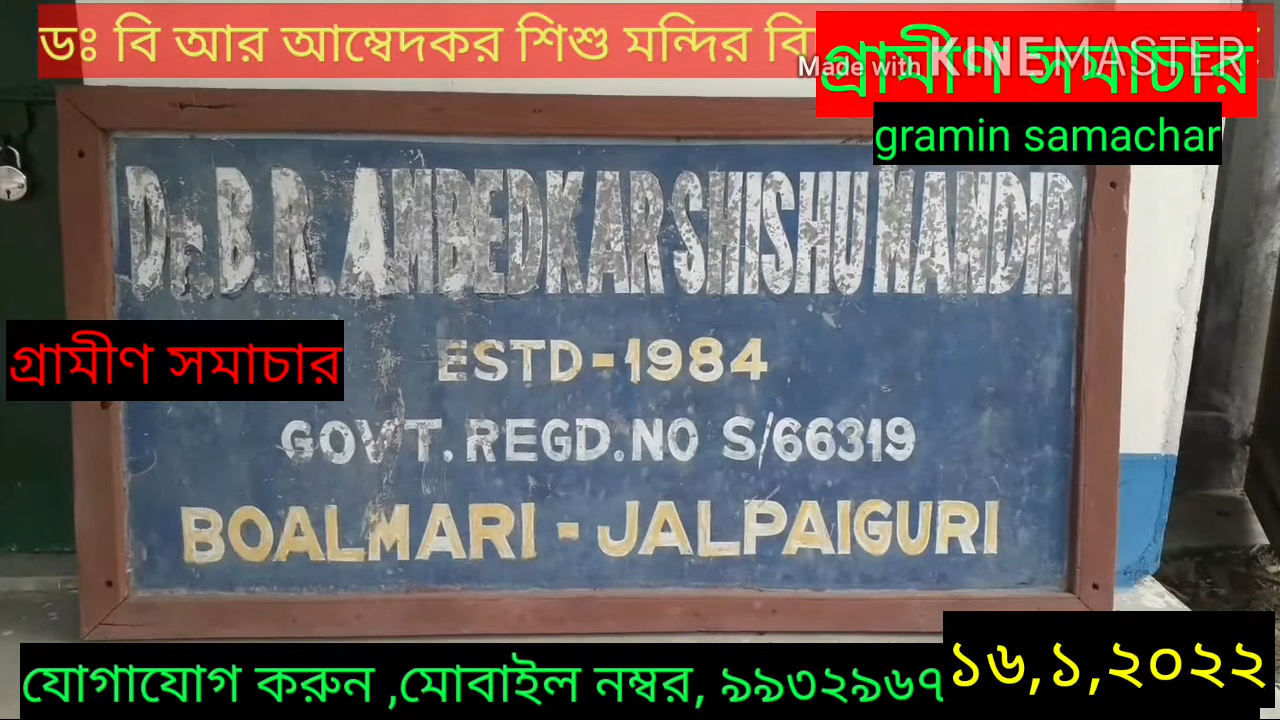 ডঃ বি আর আম্বেদকর শিশু মন্দির বি
গ্রামীণ সমাচার
Made with KINEMASTER
gramin samachar
Dr. B. R. AMBEDKAR SHISHU MANDIR
গ্রামীণ সমাচার
ESTD-1984
GOVT. REGD. NO S/66319
BOALMARI - JALPAIGURI
যোগাযোগ করুন ,মোবাইল নম্বর, ৯৯৩২৯৬৭
১৬,১,২০২২